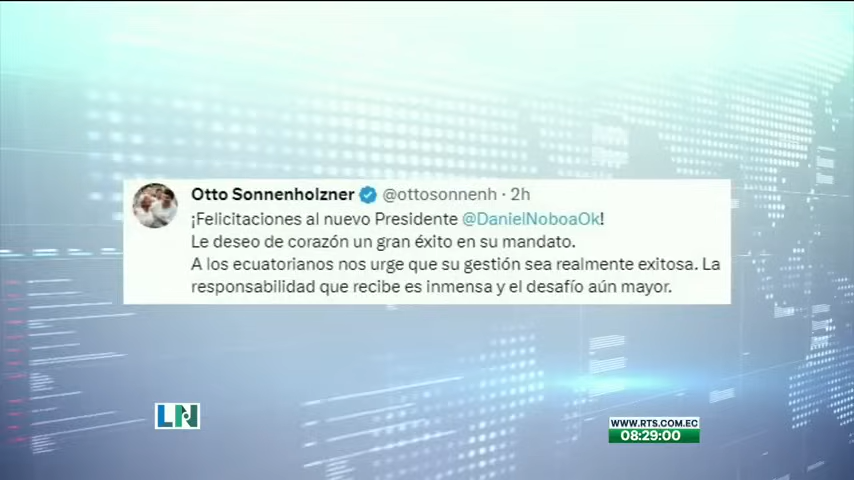 Otto Sonnenholzner @ottosonnenh · 2h
¡Felicitaciones al nuevo Presidente @DanielNoboaOk!
Le deseo de corazón un gran éxito en su mandato.
A los ecuatorianos nos urge que su gestión sea realmente exitosa. La
responsabilidad que recibe es inmensa y el desafío aún mayor.
LN
WWW.RTS.COM.EC
08:29:00